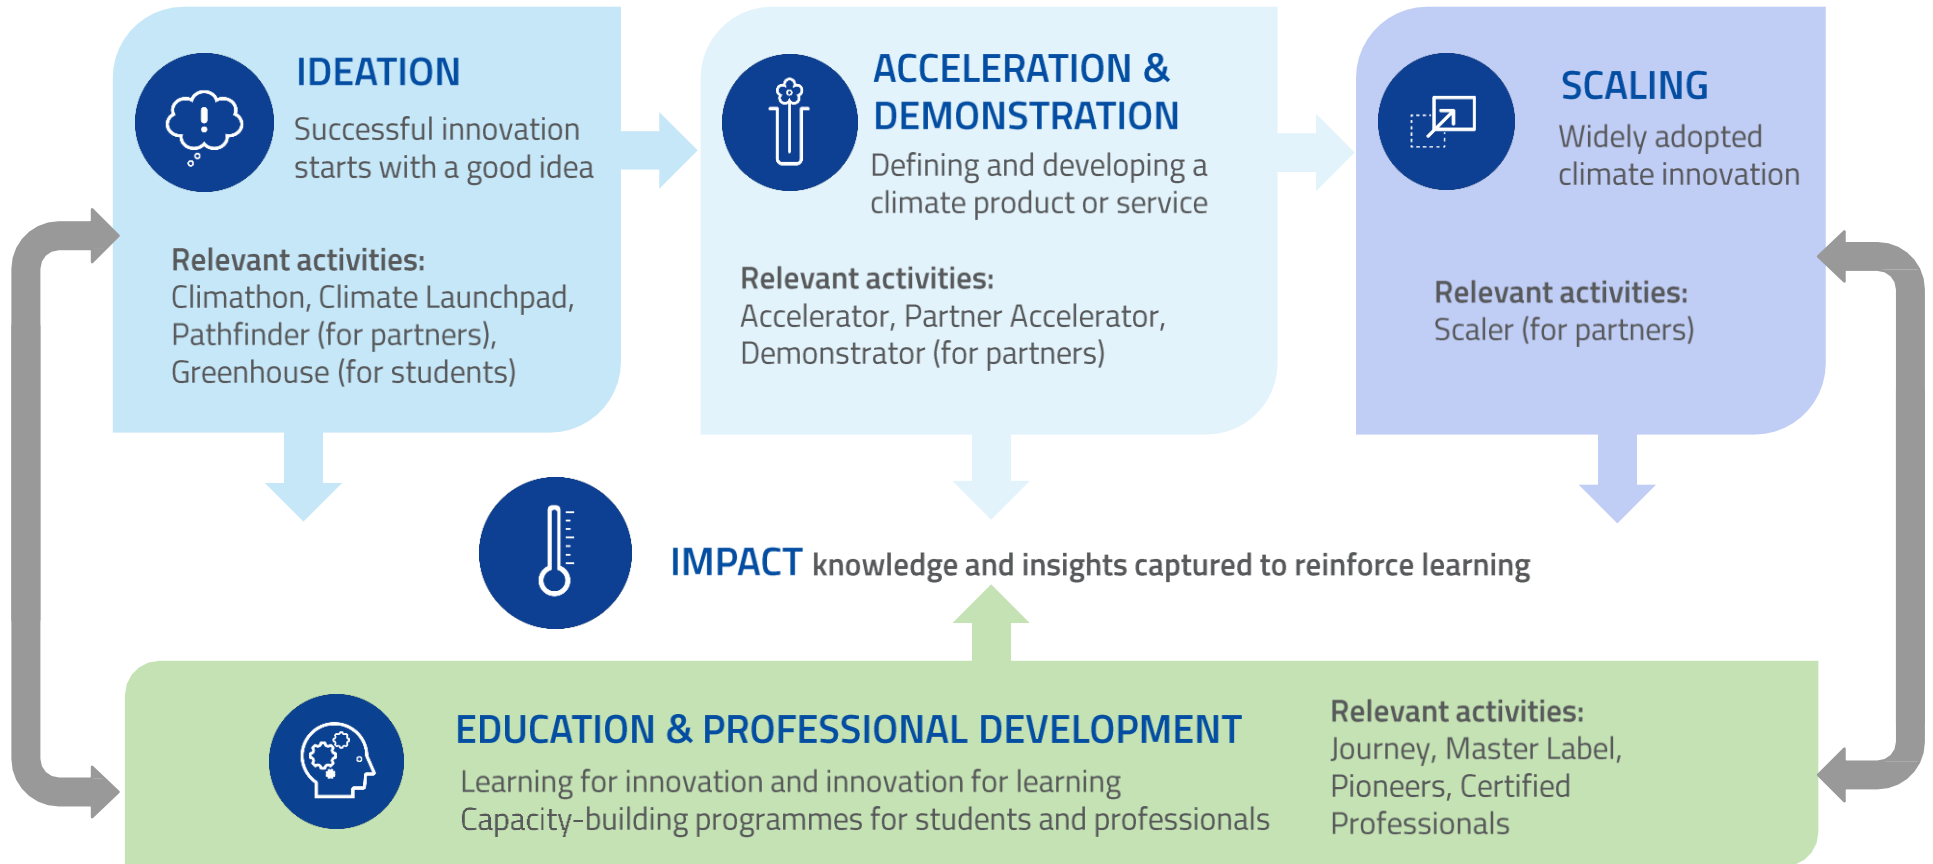 IDEATION
Successful innovation
starts with a good idea
Relevant activities:
Climathon, Climate Launchpad,
Pathfinder (for partners),
Greenhouse (for students)
ACCELERATION &
DEMONSTRATION
Defining and developing a
climate product or service
Relevant activities:
Accelerator, Partner Accelerator,
Demonstrator (for partners)
SCALING
Widely adopted
climate innovation
Relevant activities:
Scaler (for partners)
IMPACT knowledge and insights captured to reinforce learning
EDUCATION & PROFESSIONAL DEVELOPMENT
Learning for innovation and innovation for learning
Capacity-building programmes for students and professionals
Relevant activities:
Journey, Master Label,
Pioneers, Certified
Professionals